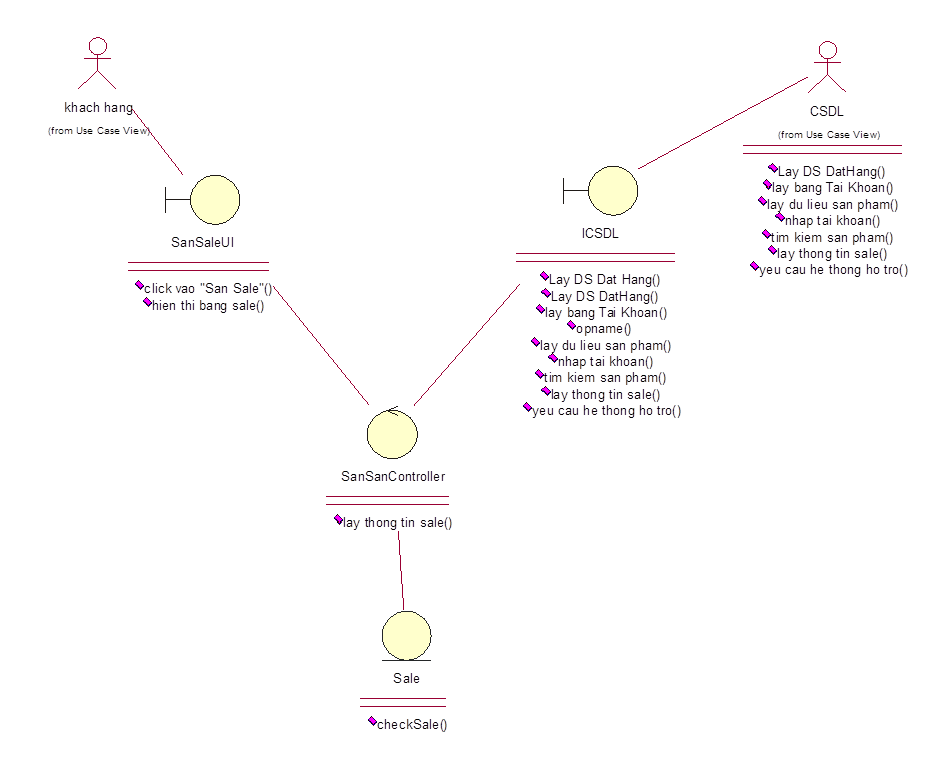 khach hang
(from Use Case View)
CSDL
(from Use Case View)
Lay DS DatHang()
lay bang Tai Khoan()
lay du lieu san pham()
nhap tai khoan()
tim kiem san pham()
lay thong tin sale()
yeu cau he thong ho tro()
SanSaleUI
click vao "San Sale"()
hien thi bang sale()
ICSDL
Lay DS Dat Hang()
Lay DS DatHang()
lay bang Tai Khoan()
opname()
lay du lieu san pham()
nhap tai khoan()
tim kiem san pham()
lay thong tin sale()
yeu cau he thong ho tro()
SanSanController
lay thong tin sale()
Sale
checkSale()